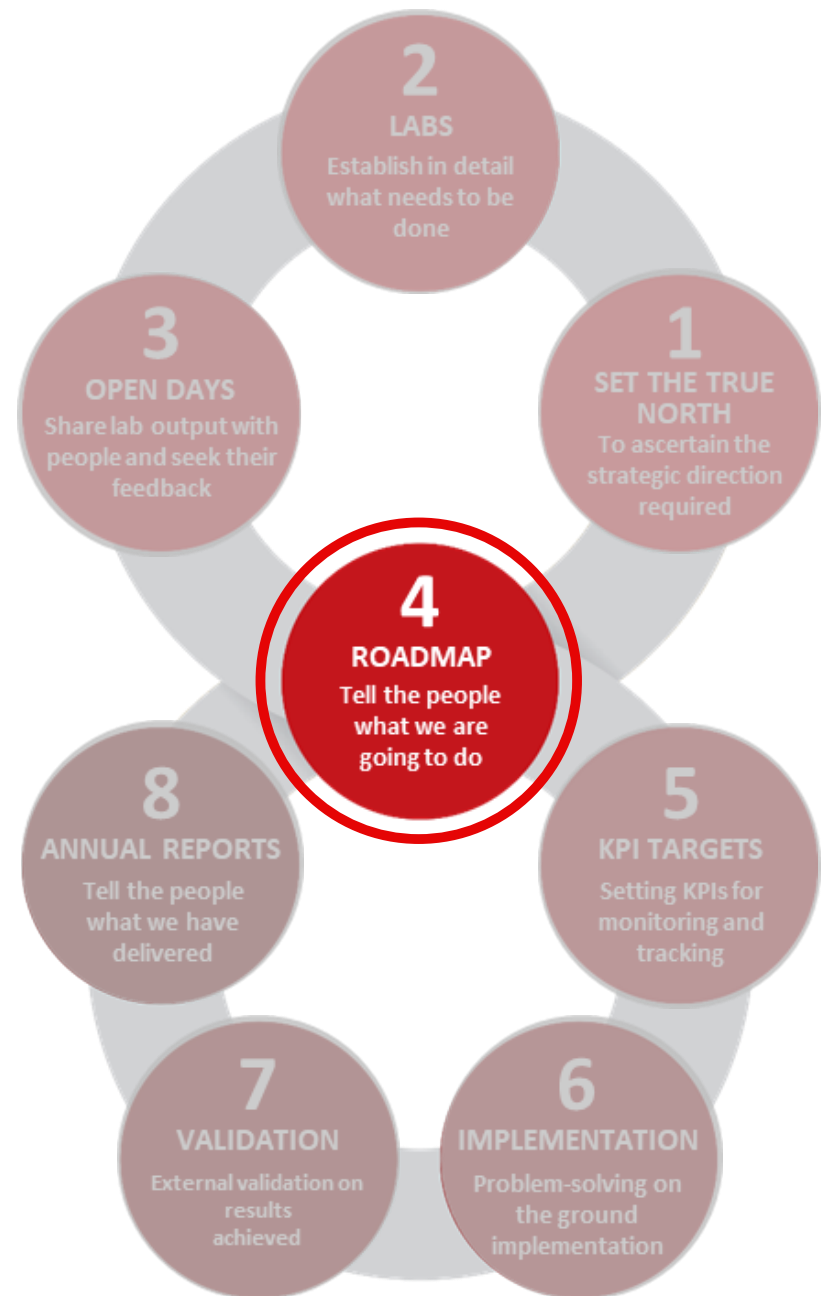 2
LABS
Establish in detail
what needs to be
done
3
OPEN DAYS
Share lab output with
people and seek their
feedback
1
SET THE TRUE
NORTH
To ascertain the
strategic direction
required
4
ROADMAP
Tell the people
what we are
going to do
8
ANNUAL REPORTS
Tell the people
what we have
delivered
5
KPI TARGETS
Setting KPIs for
monitoring and
tracking
7
VALIDATION
External validation on
results
achieved
6
IMPLEMENTATION
Problem-solving on
the ground
implementation